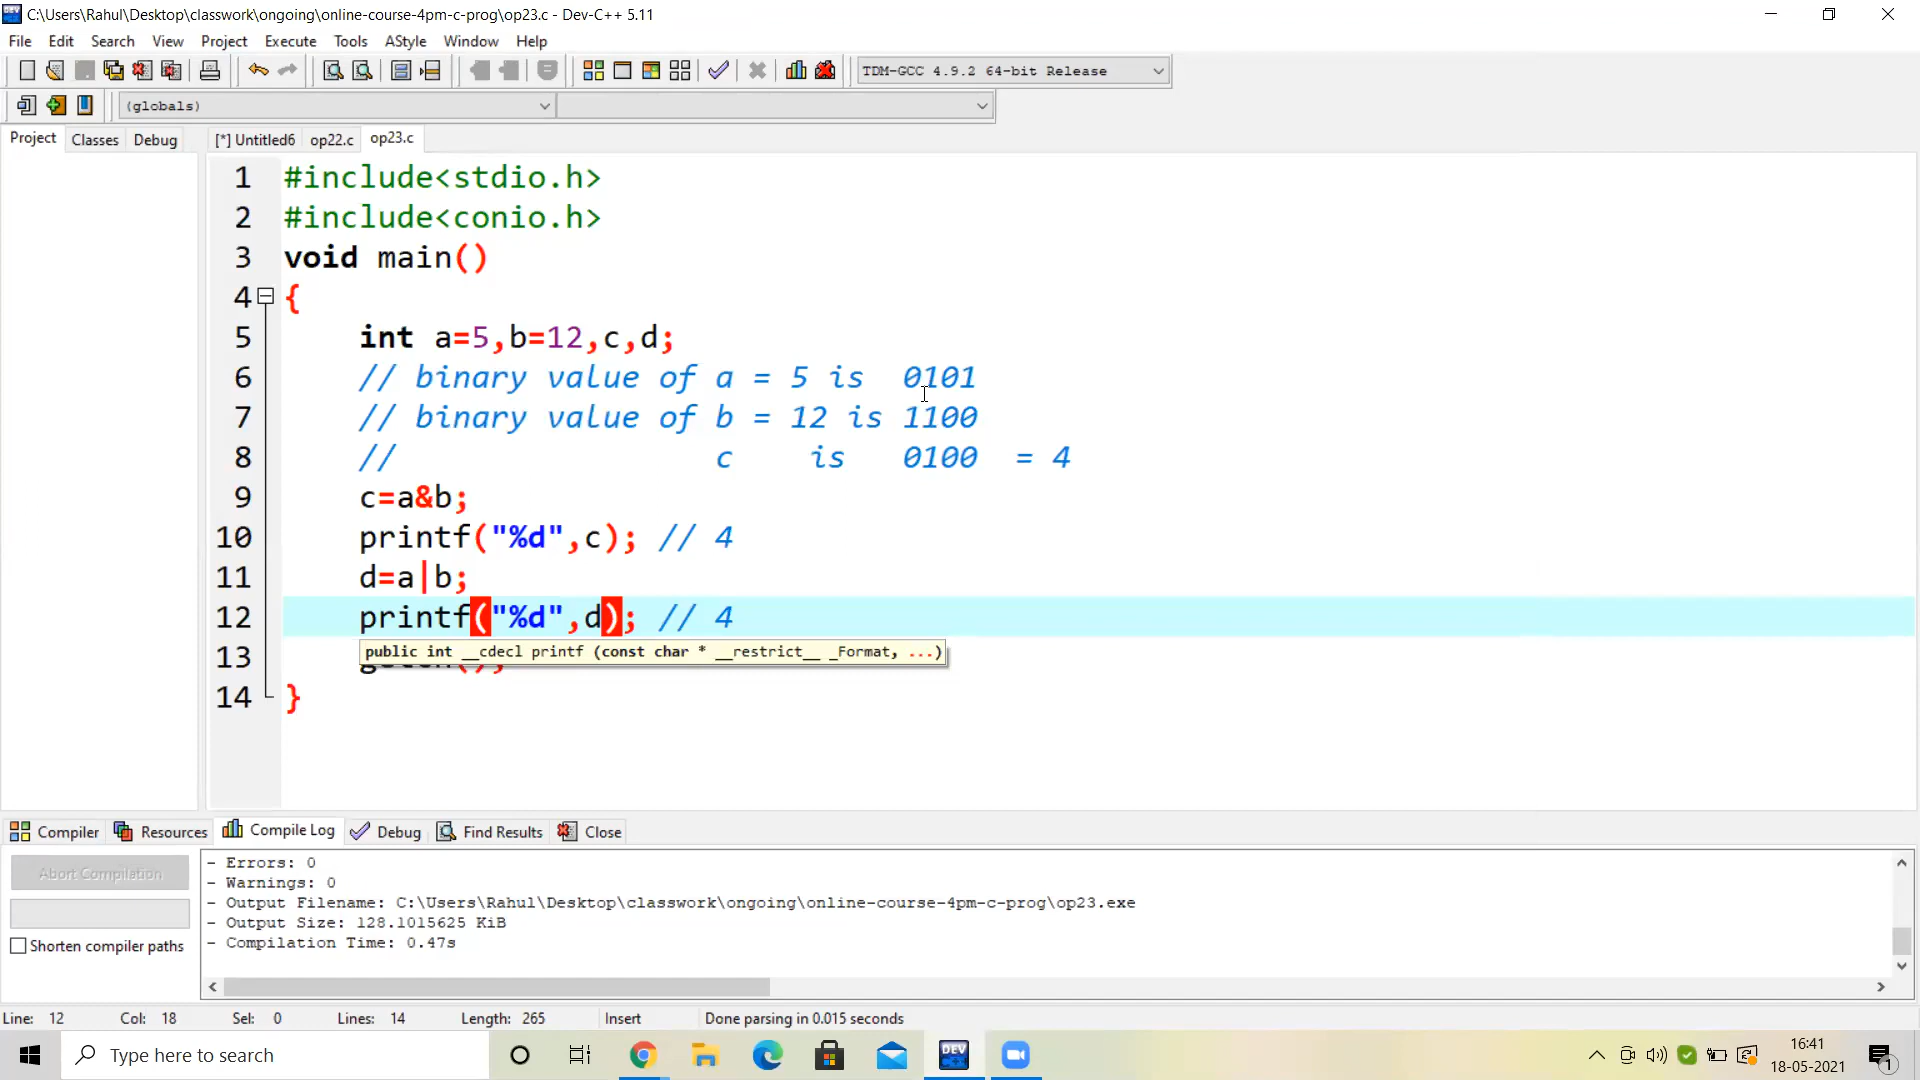 C:\Users\Rahul\Desktop\classwork\ongoing\online-course-4pm-c-prog\op23.c - Dev-C++ 5.11
File Edit Search View Project Execute Tools AStyle Window Help
TDM-GCC 4.9.2 64-bit Release
(globals)
Project Classes Debug [*] Untitled6 op22.c op23.c
1 #include<stdio.h>
2 #include<conio.h>
3 void main()
4 {
5 int a=5,b=12,c,d;
6 // binary value of a = 5 is 0101
7 // binary value of b = 12 is 1100
8 // c is 0100 = 4
9 c=a&b;
10 printf("%d",c); // 4
11 d=a|b;
12 printf("%d",d); // 4
public int __cdecl printf (const char * __restrict__ _Format, ...)
13 getch();
14 }
Compiler Resources Compile Log Debug Find Results Close
Abort Compilation
Shorten compiler paths
- Errors: 0
- Warnings: 0
- Output Filename: C:\Users\Rahul\Desktop\classwork\ongoing\online-course-4pm-c-prog\op23.exe
- Output Size: 128.1015625 KiB
- Compilation Time: 0.47s
Line: 12 Col: 18 Sel: 0 Lines: 14 Length: 265 Insert Done parsing in 0.015 seconds
Type here to search
DEV C++
16:41
18-05-2021
1